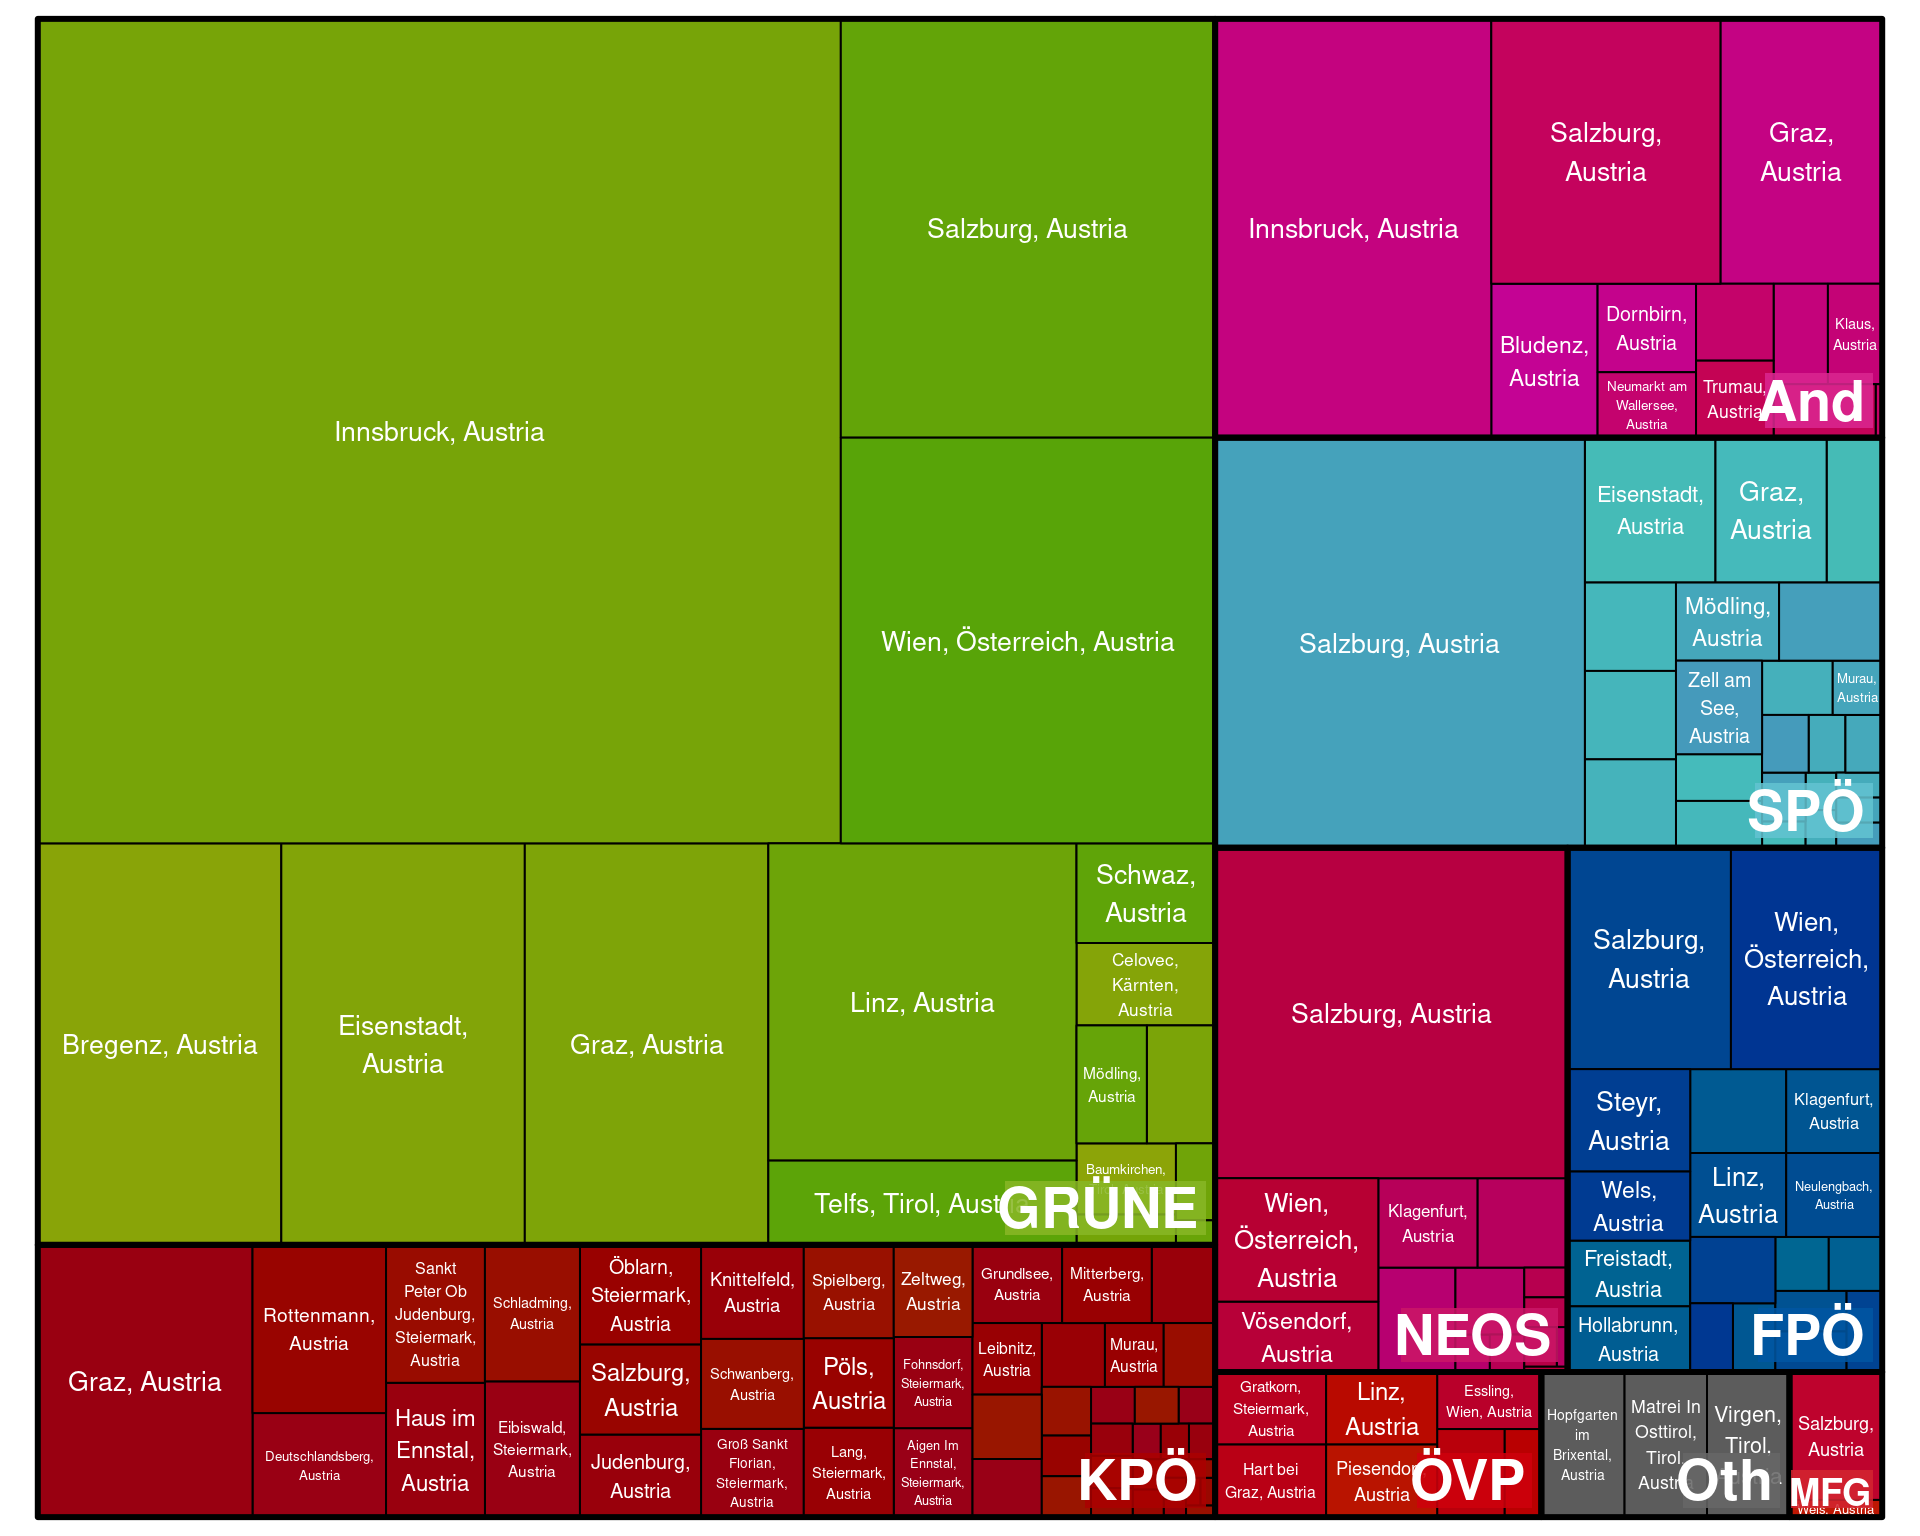 Innsbruck, Austria
Salzburg, Austria
Wien, Österreich, Austria
Bregenz, Austria
Eisenstadt,
Austria
Graz, Austria
Linz, Austria
Telfs, Tirol, Aust
Schwaz,
Austria
Celovec,
Kärnten,
Austria
Mödling,
Austria
Baumkirchen,
GRÜNE
Innsbruck, Austria
Salzburg,
Austria
Graz,
Austria
Bludenz,
Austria
Dornbirn,
Austria
Neumarkt am
Wallersee,
Austria
Trumau,
Austria
Klaus,
Austria
And
Salzburg, Austria
Eisenstadt,
Austria
Graz,
Austria
Mödling,
Austria
Zell am
See,
Austria
Murau,
Austria
SPÖ
Salzburg, Austria
Wien,
Österreich,
Austria
Vösendorf,
Austria
Klagenfurt,
Austria
NEOS
Salzburg,
Austria
Wien,
Österreich,
Austria
Steyr,
Austria
Wels,
Austria
Freistadt,
Austria
Hollabrunn,
Austria
Klagenfurt,
Austria
Linz,
Austria
Neulengbach,
Austria
FPÖ
Graz, Austria
Rottenmann,
Austria
Deutschlandsberg,
Austria
Sankt
Peter Ob
Judenburg,
Steiermark,
Austria
Haus im
Ennstal,
Austria
Schladming,
Austria
Eibiswald,
Steiermark,
Austria
Öblarn,
Steiermark,
Austria
Salzburg,
Austria
Judenburg,
Austria
Knittelfeld,
Austria
Schwanberg,
Austria
Groß Sankt
Florian,
Steiermark,
Austria
Spielberg,
Austria
Pöls,
Austria
Lang,
Steiermark,
Austria
Zeltweg,
Austria
Fohnsdorf,
Steiermark,
Austria
Aigen Im
Ennstal,
Steiermark,
Austria
Grundlsee,
Austria
Leibnitz,
Austria
Mitterberg,
Austria
Murau,
Austria
KPÖ
Gratkorn,
Steiermark,
Austria
Hart bei
Graz, Austria
Linz,
Austria
Piesendor
Austria
Essling,
Wien, Austria
ÖVP
Hopfgarten
im
Brixental,
Austria
Matrei In
Osttirol,
Tirol,
Austr
Virgen,
Tirol,
Oth
Salzburg,
Austria
MFG
Wels, Austria